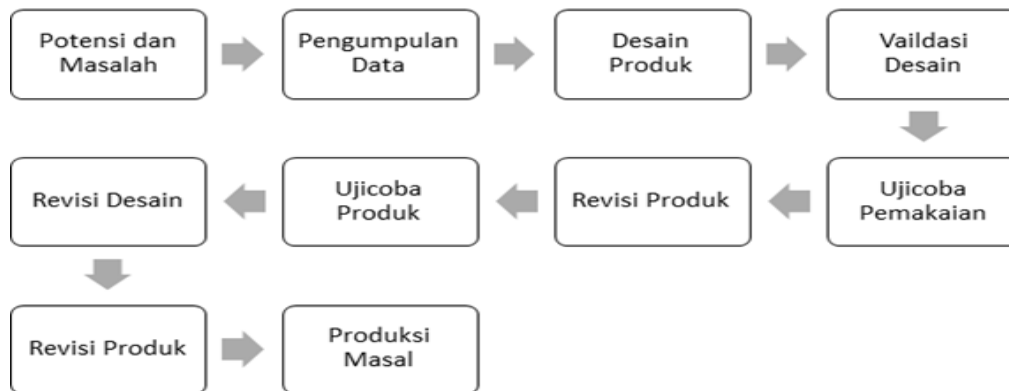 Potensi dan
Masalah
Pengumpulan
Data
Desain
Produk
Vaildasi
Desain
Ujicoba
Pemakaian
Revisi Produk
Ujicoba
Produk
Revisi Desain
Revisi Produk
Produksi
Masal